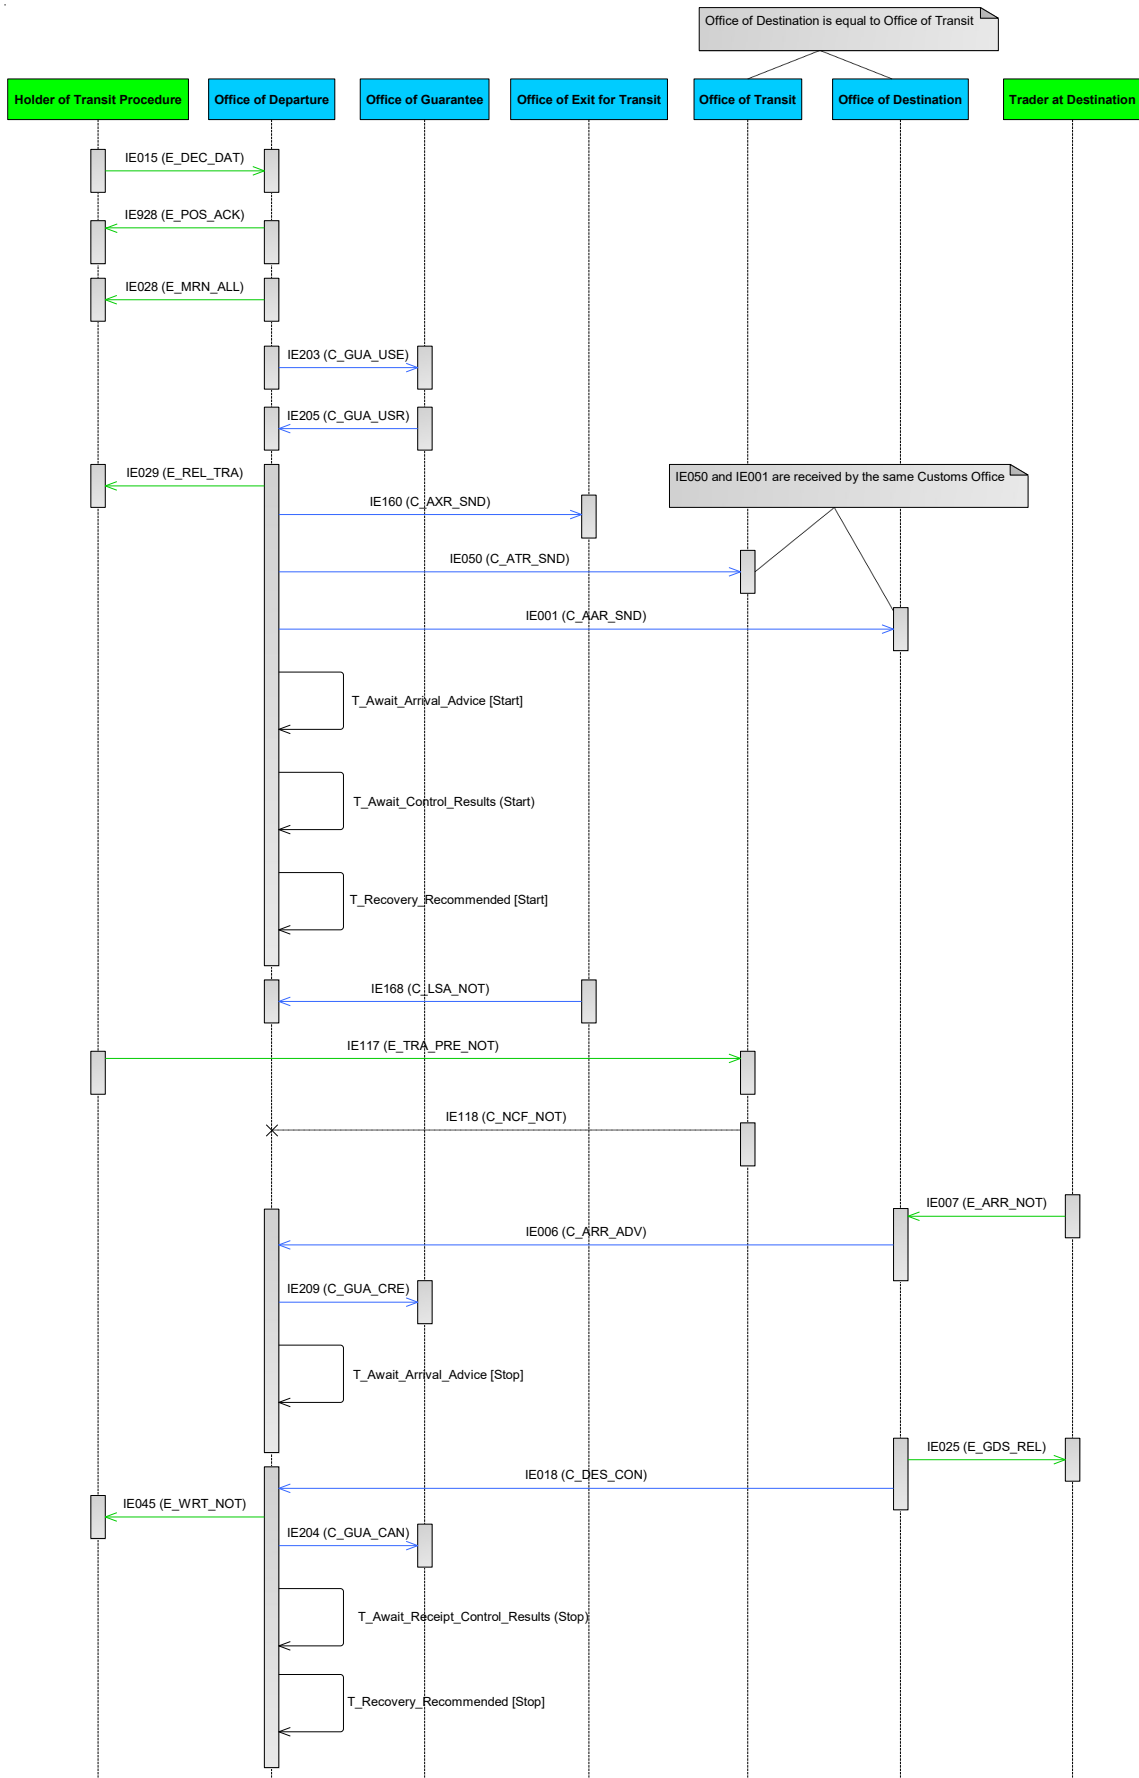 Office of Destination is equal to Office of Transit
Holder of Transit Procedure
Office of Departure
Office of Guarantee
Office of Exit for Transit
Office of Transit
Office of Destination
Trader at Destination
IE015 (E_DEC_DAT)
IE928 (E_POS_ACK)
IE028 (E_MRN_ALL)
IE203 (C_GUA_USE)
IE205 (C_GUA_USR)
IE029 (E_REL_TRA)
IE050 and IE001 are received by the same Customs Office
IE160 (C_AXR_SND)
IE050 (C_ATR_SND)
IE001 (C_AAR_SND)
T_Await_Arrival_Advice [Start]
T_Await_Control_Results (Start)
T_Recovery_Recommended [Start]
IE168 (C_LSA_NOT)
IE117 (E_TRA_PRE_NOT)
IE118 (C_NCF_NOT)
IE007 (E_ARR_NOT)
IE006 (C_ARR_ADV)
IE209 (C_GUA_CRE)
T_Await_Arrival_Advice [Stop]
IE025 (E_GDS_REL)
IE018 (C_DES_CON)
IE045 (E_WRT_NOT)
IE204 (C_GUA_CAN)
T_Await_Receipt_Control_Results (Stop)
T_Recovery_Recommended [Stop]